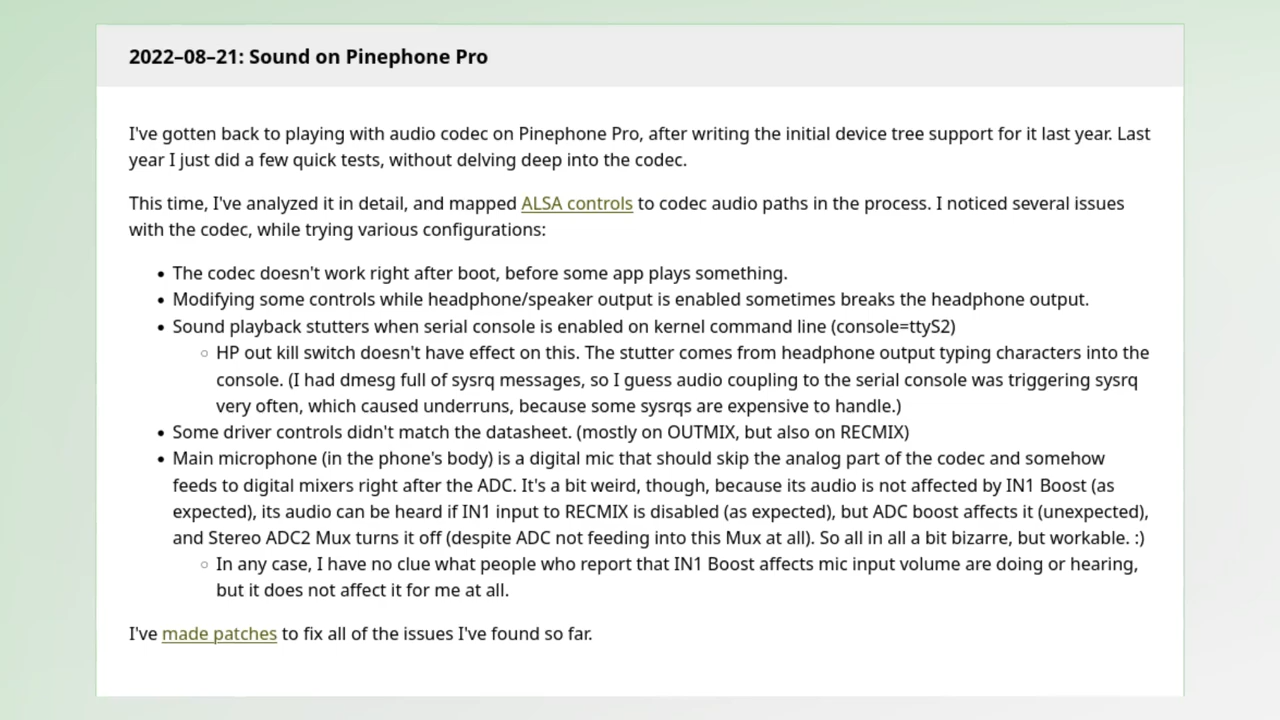 2022–08–21: Sound on Pinephone Pro
I've gotten back to playing with audio codec on Pinephone Pro, after writing the initial device tree support for it last year. Last
year I just did a few quick tests, without delving deep into the codec.
This time, I've analyzed it in detail, and mapped ALSA controls to codec audio paths in the process. I noticed several issues
with the codec, while trying various configurations:
• The codec doesn't work right after boot, before some app plays something.
• Modifying some controls while headphone/speaker output is enabled sometimes breaks the headphone output.
• Sound playback stutters when serial console is enabled on kernel command line (console=ttyS2)
◦ HP out kill switch doesn't have effect on this. The stutter comes from headphone output typing characters into the
console. (I had dmesg full of sysrq messages, so I guess audio coupling to the serial console was triggering sysrq
very often, which caused underruns, because some sysrqs are expensive to handle.)
• Some driver controls didn't match the datasheet. (mostly on OUTMIX, but also on RECMIX)
• Main microphone (in the phone's body) is a digital mic that should skip the analog part of the codec and somehow
feeds to digital mixers right after the ADC. It's a bit weird, though, because its audio is not affected by IN1 Boost (as
expected), its audio can be heard if IN1 input to RECMIX is disabled (as expected), but ADC boost affects it (unexpected),
and Stereo ADC2 Mux turns it off (despite ADC not feeding into this Mux at all). So all in all a bit bizarre, but workable. :)
◦ In any case, I have no clue what people who report that IN1 Boost affects mic input volume are doing or hearing,
but it does not affect it for me at all.
I've made patches to fix all of the issues I've found so far.